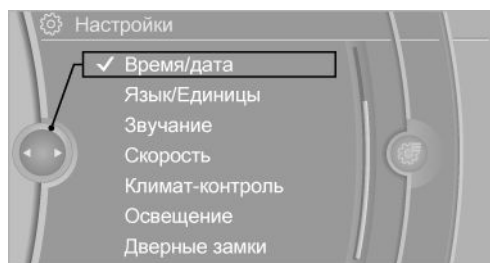 Настройки
Время/дата
Язык/Единицы
Звучание
Скорость
Климат-контроль
Освещение
Дверные замки